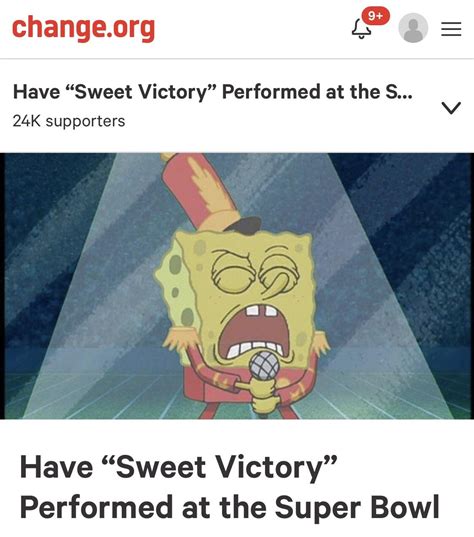 change.org
9+
Have “Sweet Victory” Performed at the S...
24K supporters
Have “Sweet Victory”
Performed at the Super Bowl